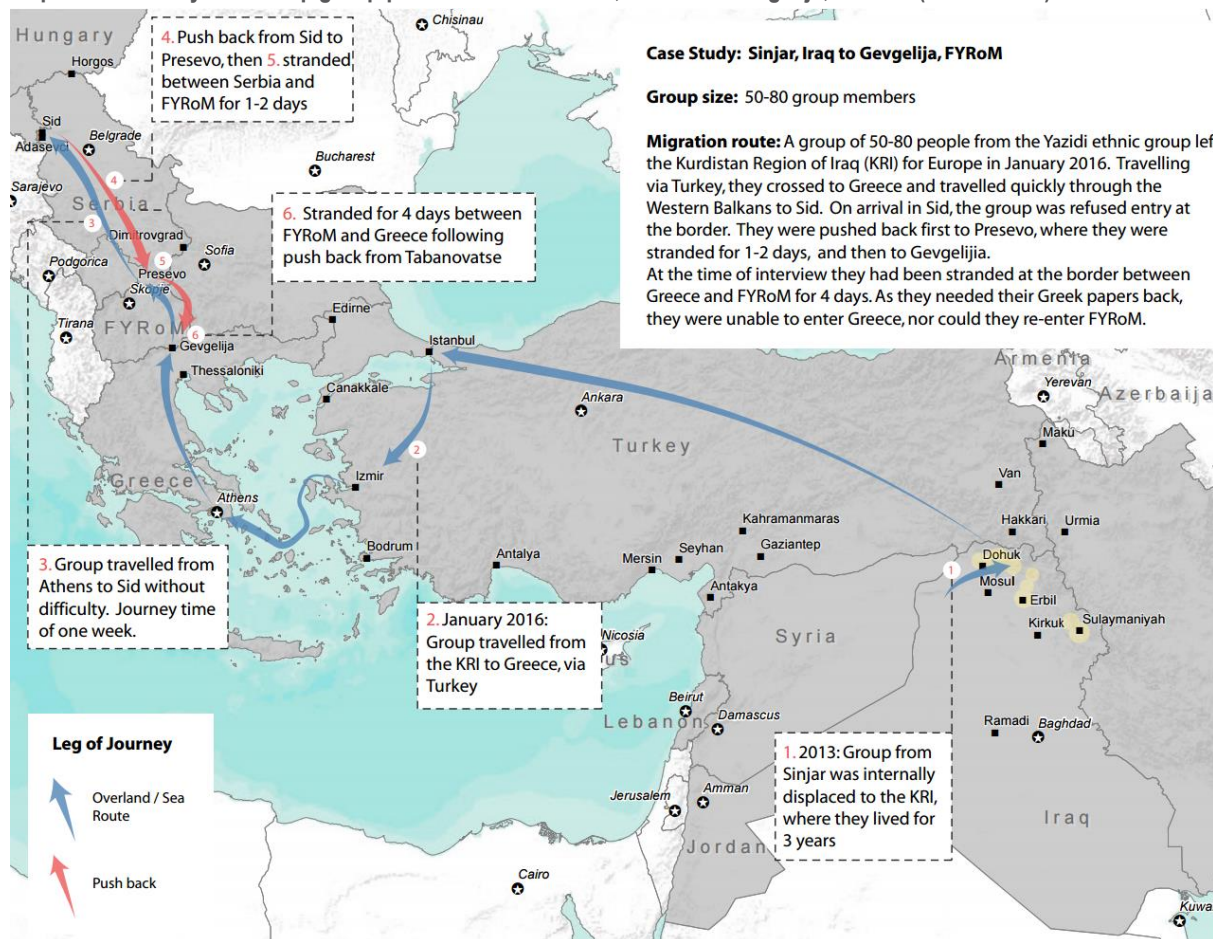 Hungary
Chisinau
Horgos
4. Push back from Sid to
Presevo, then 5. stranded
between Serbia and
FYRoM for 1-2 days
Case Study: Sinjar, Iraq to Gevgelija, FYRoM
Group size: 50-80 group members
Migration route: A group of 50-80 people from the Yazidi ethnic group lef
the Kurdistan Region of Iraq (KRI) for Europe in January 2016. Travelling
via Turkey, they crossed to Greece and travelled quickly through the
Western Balkans to Sid. On arrival in Sid, the group was refused entry at
the border. They were pushed back first to Presevo, where they were
stranded for 1-2 days, and then to Gevgelijia.
At the time of interview they had been stranded at the border between
Greece and FYRoM for 4 days. As they needed their Greek papers back,
they were unable to enter Greece, nor could they re-enter FYRoM.
Sid
Adasevci
Belgrade
Bucharest
4
Sarajevo
Serbia
3
6. Stranded for 4 days between
FYRoM and Greece following
push back from Tabanovatse
Dimitrovgrad
Sofia
5
Podgorica
Presevo
Skopje
Tirana
FYRoM
6
Edirne
Gevgelija
Istanbul
Thessaloniki
Canakkale
Ankara
Armenia
Yerevan
Azerbaija
Turkey
Maku
2
Greece
Izmir
Athens
Van
Bodrum
Antalya
Mersin
Seyhan
Kahramanmaras
Gaziantep
Antakya
Hakkari
Urmia
1
Dohuk
Mosul
Erbil
Kirkuk
Sulaymaniyah
3. Group travelled from
Athens to Sid without
difficulty. Journey time
of one week.
2. January 2016:
Group travelled from
the KRI to Greece, via
Turkey
Nicosia
us
Syria
Beirut
Lebanon
Damascus
Ramadi
Baghdad
1. 2013: Group from
Sinjar was internally
displaced to the KRI,
where they lived for
3 years
Jerusalem
Amman
Jordan
Iraq
Leg of Journey
Overland / Sea
Route
Push back
Cairo
Kuwa